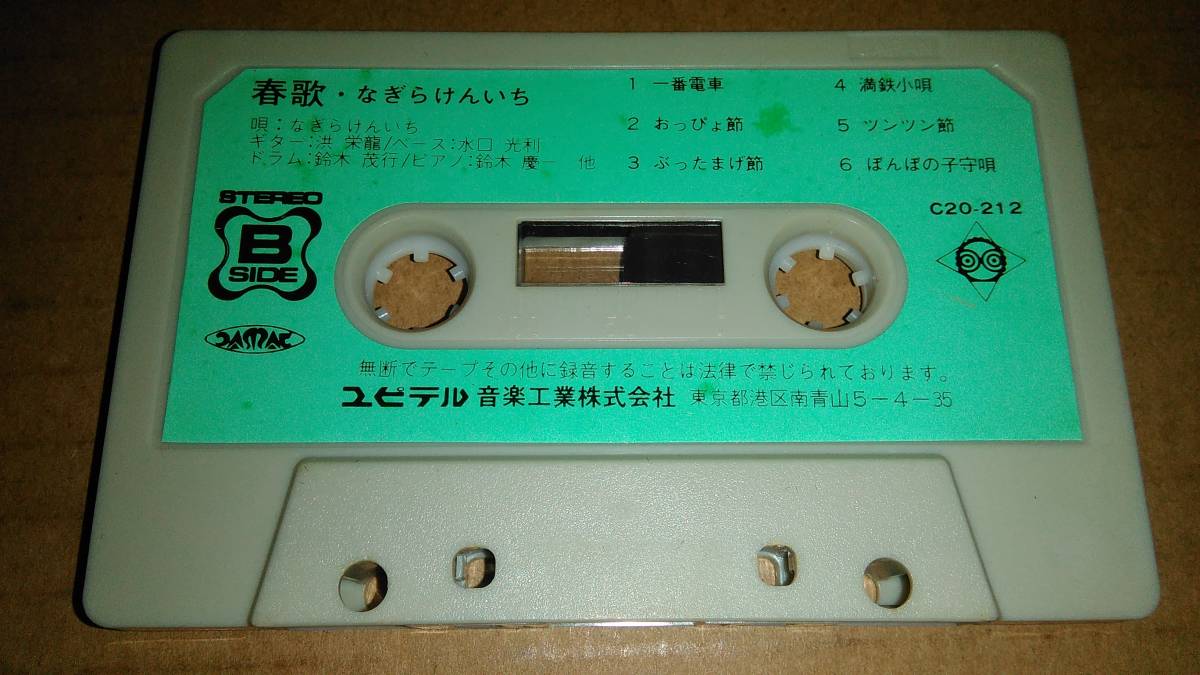 春歌・なぎらけんいち
唄：なぎらけんいち
ギター：洪 栄龍/ベース：水口 光利
ドラム：鈴木 茂行/ピアノ：鈴木 慶一 他
1 一番電車
2 おっぴょ節
3 ぶったまげ節
4 満鉄小唄
5 ツンツン節
6 ぼんぼの子守唄
STEREO
B
SIDE
C20-212
無断でテープその他に録音することは法律で禁じられております。
ユピテル 音楽工業株式会社 東京都港区南青山5-4-35